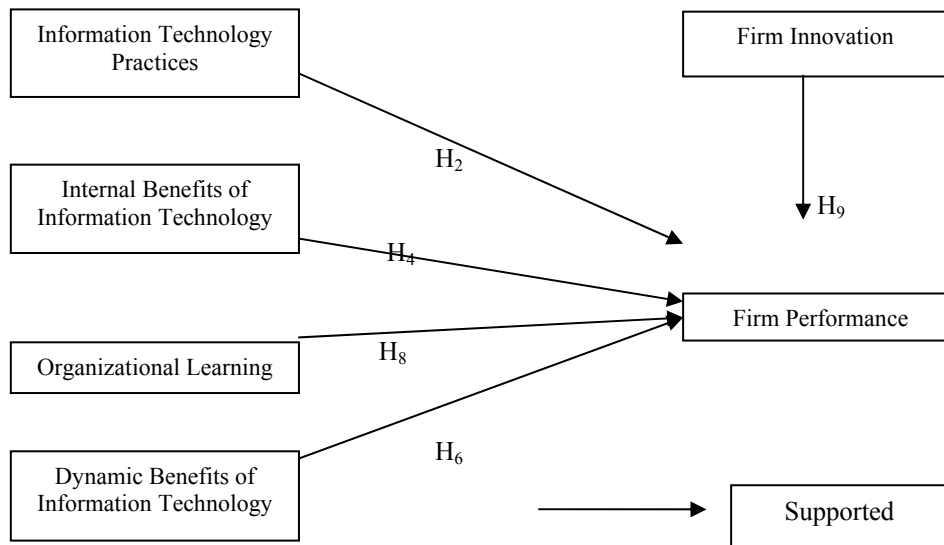 Information Technology
Practices
Firm Innovation
H₂
Internal Benefits of
Information Technology
H₉
H₄
Firm Performance
Organizational Learning
H₈
H₆
Dynamic Benefits of
Information Technology
Supported